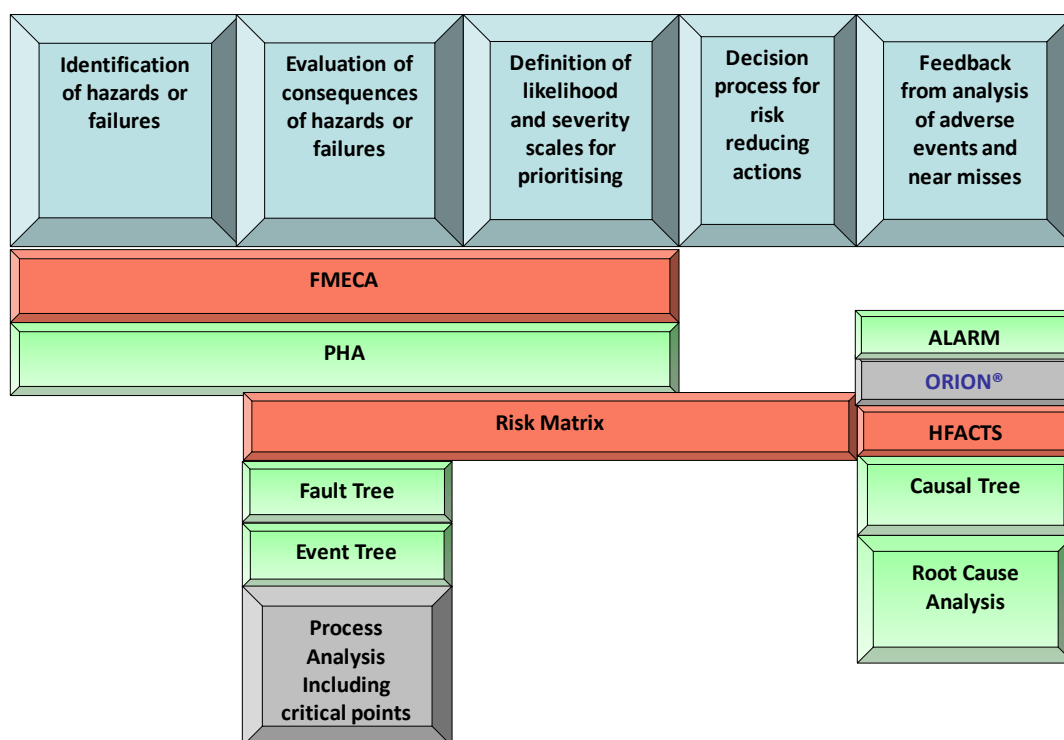 Identification
of hazards or
failures
Evaluation of
consequences
of hazards or
failures
Definition of
likelihood
and severity
scales for
prioritising
Decision
process for
risk
reducing
actions
Feedback
from analysis
of adverse
events and
near misses
FMECA
PHA
ALARM
ORION®
Risk Matrix
HFACTS
Fault Tree
Causal Tree
Event Tree
Root Cause
Analysis
Process
Analysis
Including
critical points